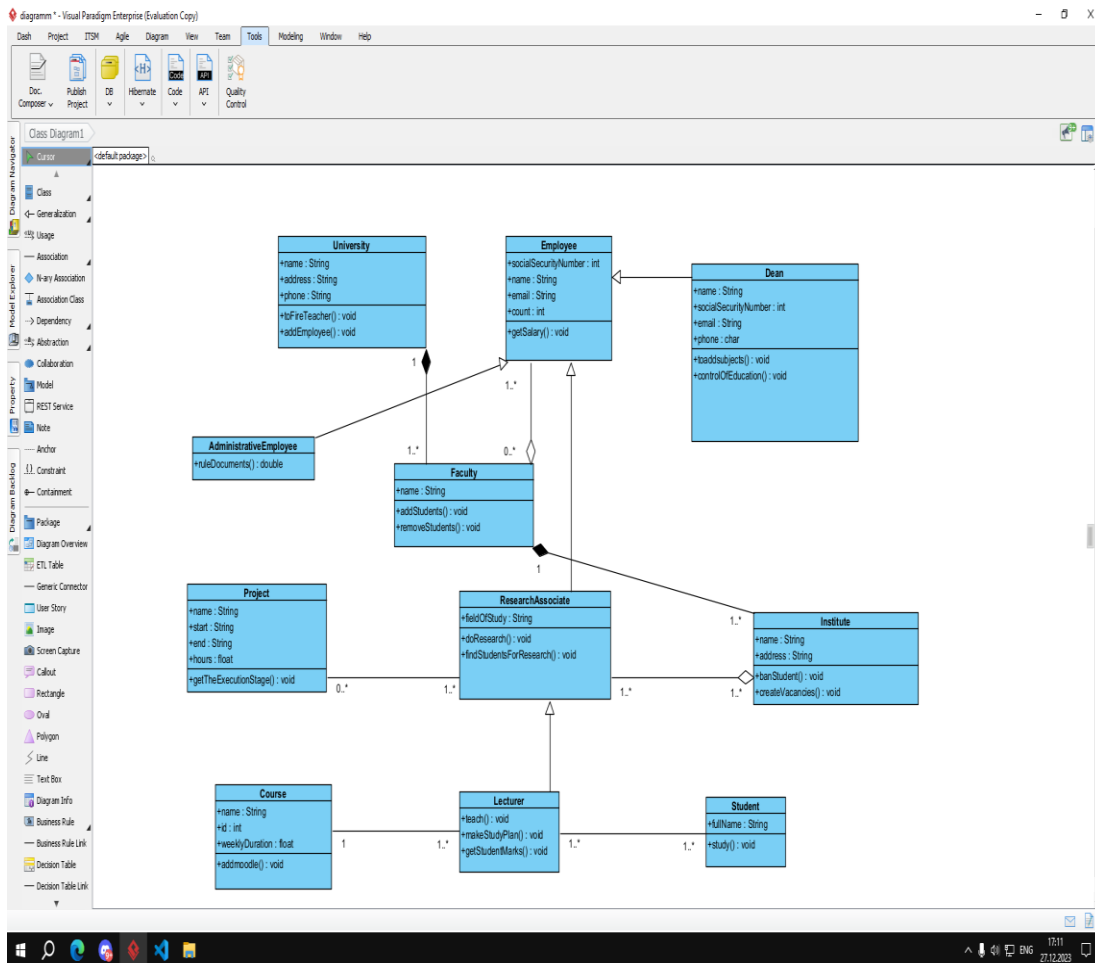 diagramm * - Visual Paradigm Enterprise (Evaluation Copy)
Dash Project ITSM Agile Diagram View Team Tools Modeling Window Help
Doc. Composer
Publish Project
DB
Hibernate
Code
API
Quality Control
Code
API
Class Diagram1
<default package>
Diagram Navigator
Model Explorer
Property
Diagram Backlog
Cursor
Class
Generalization
Usage
Association
N-ary Association
Association Class
Dependency
Abstraction
Collaboration
Model
REST Service
Note
Anchor
Constraint
Containment
Package
Diagram Overview
ETL Table
Generic Connector
User Story
Image
Screen Capture
Callout
Rectangle
Oval
Polygon
Line
Text Box
Diagram Info
Business Rule
Business Rule Link
Decision Table
Decision Table Link
University
+name : String
+address : String
+phone : String
+toFireTeacher() : void
+addEmployee() : void
Employee
+socialSecurityNumber : int
+name : String
+email : String
+count : int
+getSalary() : void
Dean
+name : String
+socialSecurityNumber : int
+email : String
+phone : char
+toaddsubjects() : void
+controlOfEducation() : void
1
1..*
1..*
0..*
AdministrativeEmployee
+ruleDocuments() : double
Faculty
+name : String
+addStudents() : void
+removeStudents() : void
1
1..*
Project
+name : String
+start : String
+end : String
+hours : float
+getTheExecutionStage() : void
ResearchAssociate
+fieldOfStudy : String
+doResearch() : void
+findStudentsForResearch() : void
Institute
+name : String
+address : String
+banStudent() : void
+createVacancies() : void
0..*
1..*
1..*
1..*
Course
+name : String
+id : int
+weeklyDuration : float
+addmoodle() : void
Lecturer
+teach() : void
+makeStudyPlan() : void
+getStudentMarks() : void
Student
+fullName : String
+study() : void
1
1..*
1..*
1..*
ENG
17:11
27.12.2023